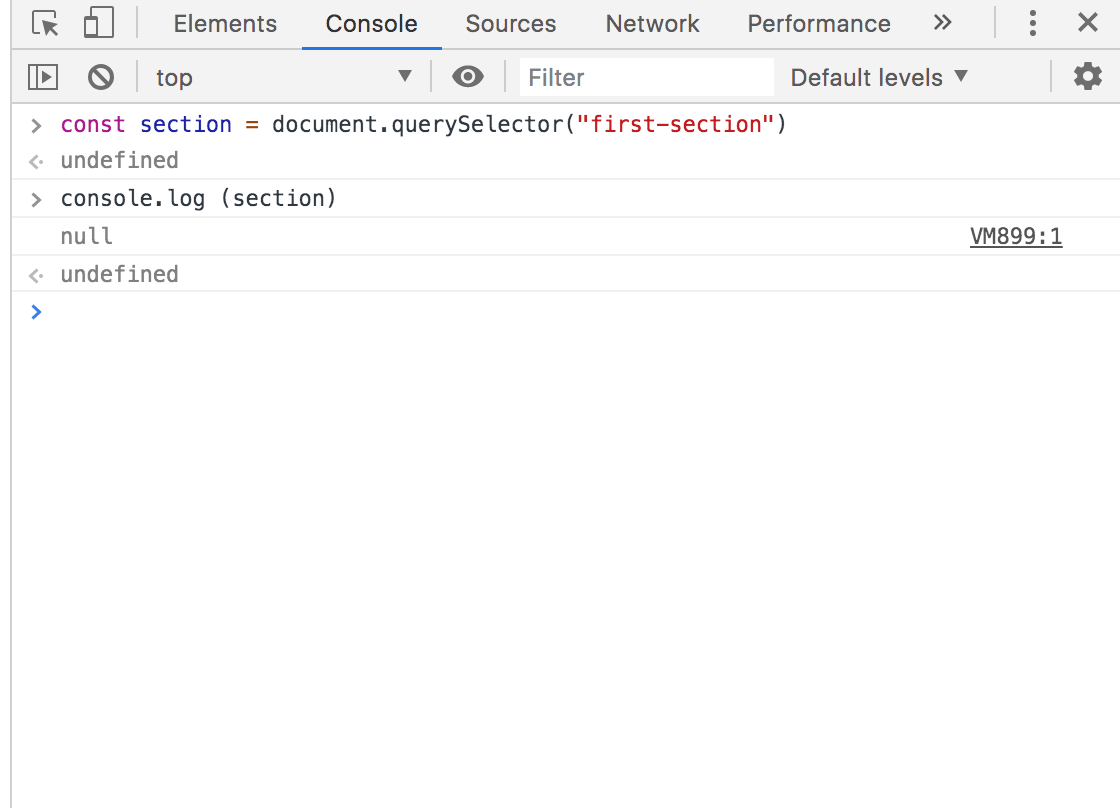 Elements Console Sources Network Performance »
top ▼ Filter Default levels ▼
> const section = document.querySelector("first-section")
undefined
> console.log (section)
null VM899:1
undefined
>